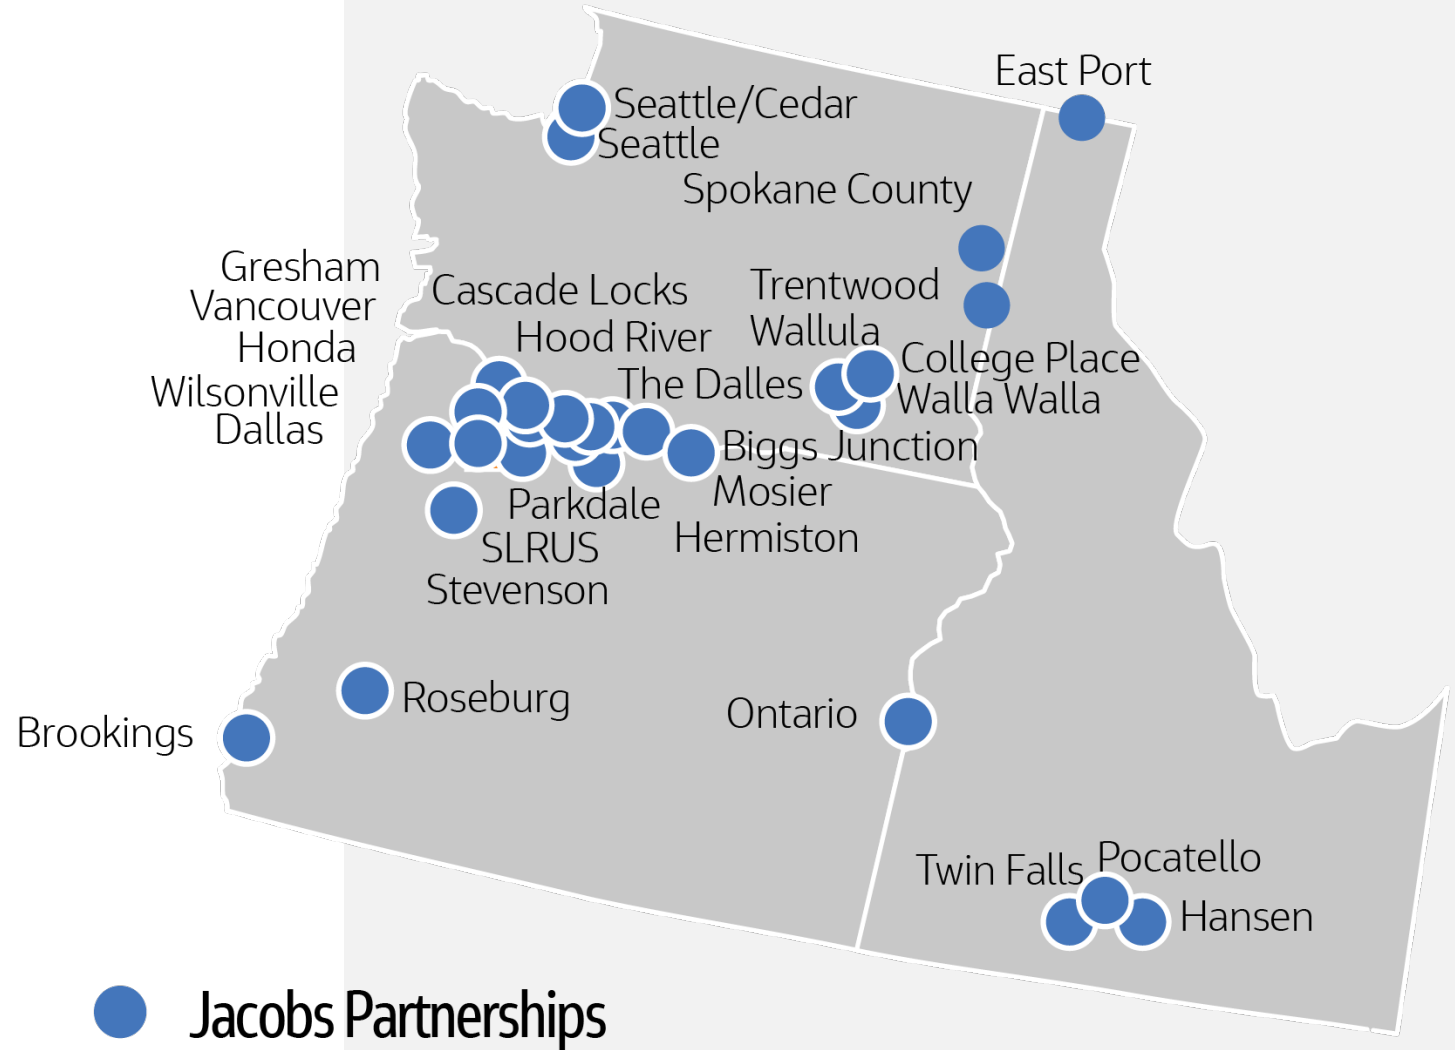 East Port
Seattle/Cedar
Seattle
Spokane County
Gresham
Vancouver
Honda
Wilsonville
Dallas
Cascade Locks
Hood River
The Dalles
Trentwood
Wallula
College Place
Walla Walla
Biggs Junction
Mosier
Hermiston
Parkdale
SLRUS
Stevenson
Roseburg
Brookings
Ontario
Twin Falls
Pocatello
Hansen
Jacobs Partnerships